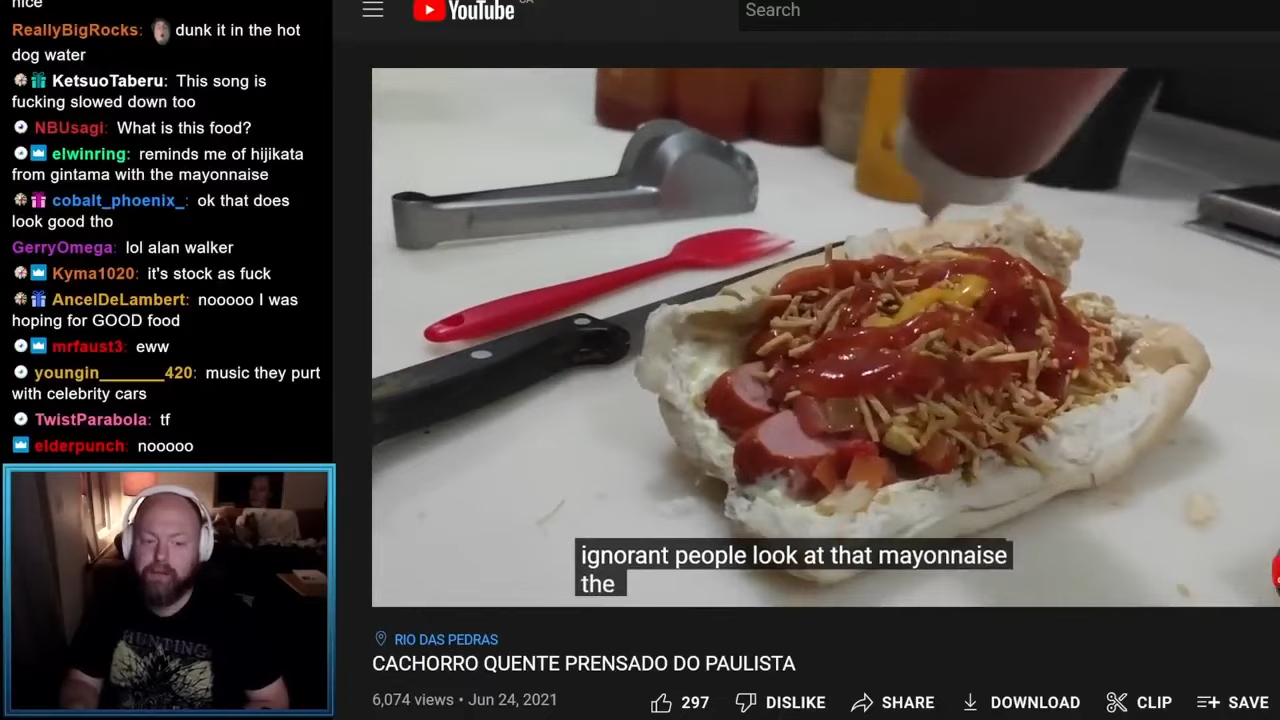 nice
ReallyBigRocks: dunk it in the hot
dog water
KetsuoTaberu: This song is
fucking slowed down too
NBUsagi: What is this food?
elwinring: reminds me of hijikata
from gintama with the mayonnaise
cobalt_phoenix_: ok that does
look good tho
GerryOmega: lol alan walker
Kyma1020: it's stock as fuck
AncelDeLambert: nooooo I was
hoping for GOOD food
mrfaust3: eww
youngin_______420: music they purt
with celebrity cars
TwistParabola: tf
elderpunch: nooooo
HUNTING
YouTube
CA
Search
ignorant people look at that mayonnaise
the
RIO DAS PEDRAS
CACHORRO QUENTE PRENSADO DO PAULISTA
6,074 views • Jun 24, 2021
297
DISLIKE
SHARE
DOWNLOAD
CLIP
SAVE